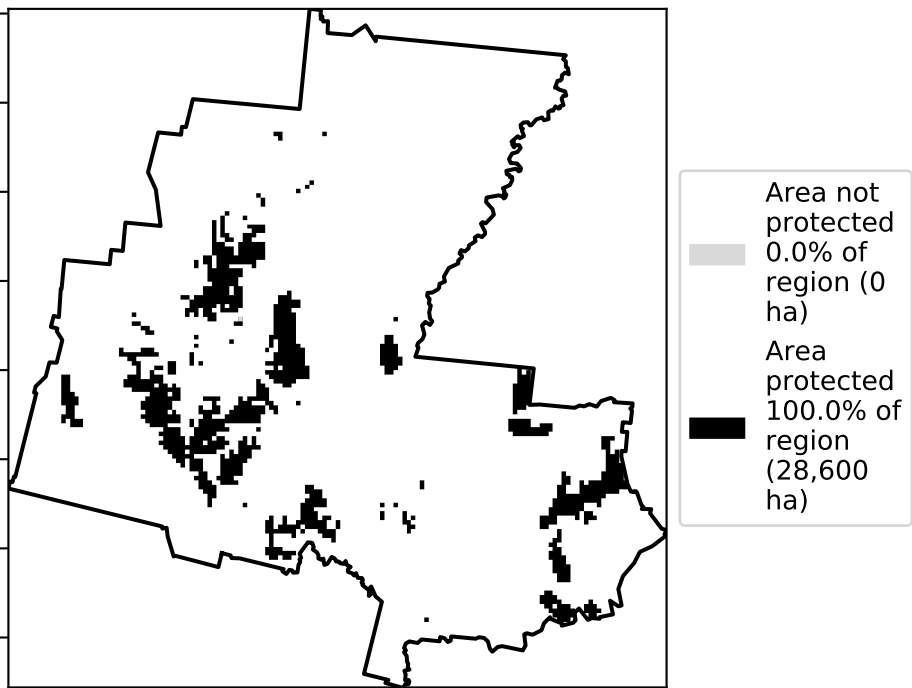 Area not
protected
0.0% of
region (0
ha)
Area
protected
100.0% of
region
(28,600
ha)